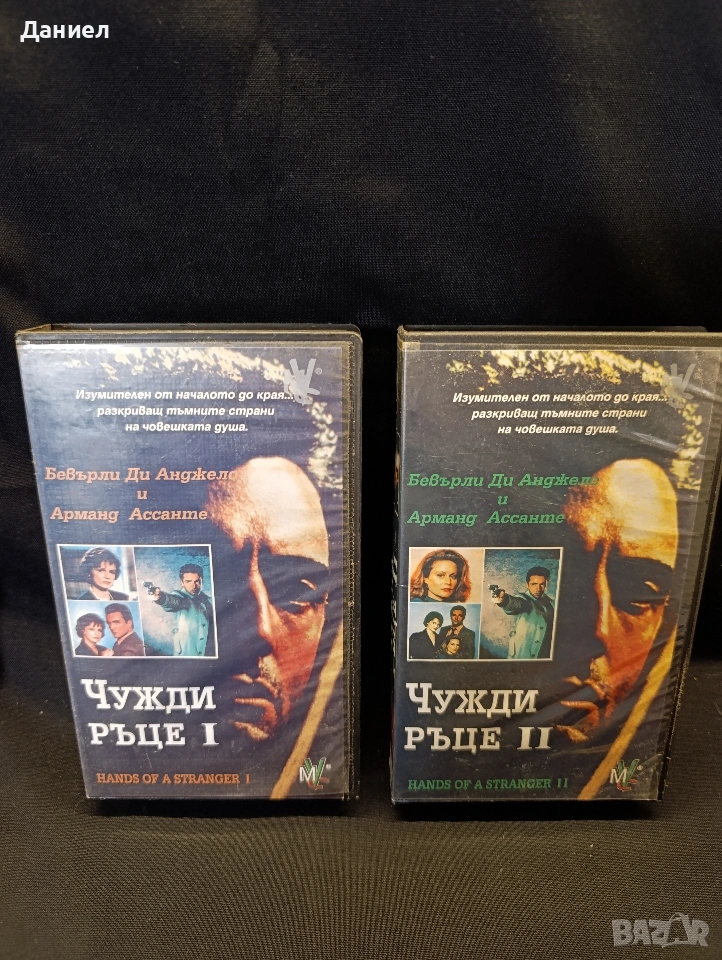 Даниел
Изумителен от началото до края...
разкриващ тъмните страни
на човешката душа.
Бевърли Ди Анджело
и
Арманд Ассанте
ЧУЖДИ
РЪЦЕ I
HANDS OF A STRANGER I
MVL
Изумителен от началото до края...
разкриващ тъмните страни
на човешката душа.
Бевърли Ди Анджело
и
Арманд Ассанте
ЧУЖДИ
РЪЦЕ II
HANDS OF A STRANGER II
BAZAR